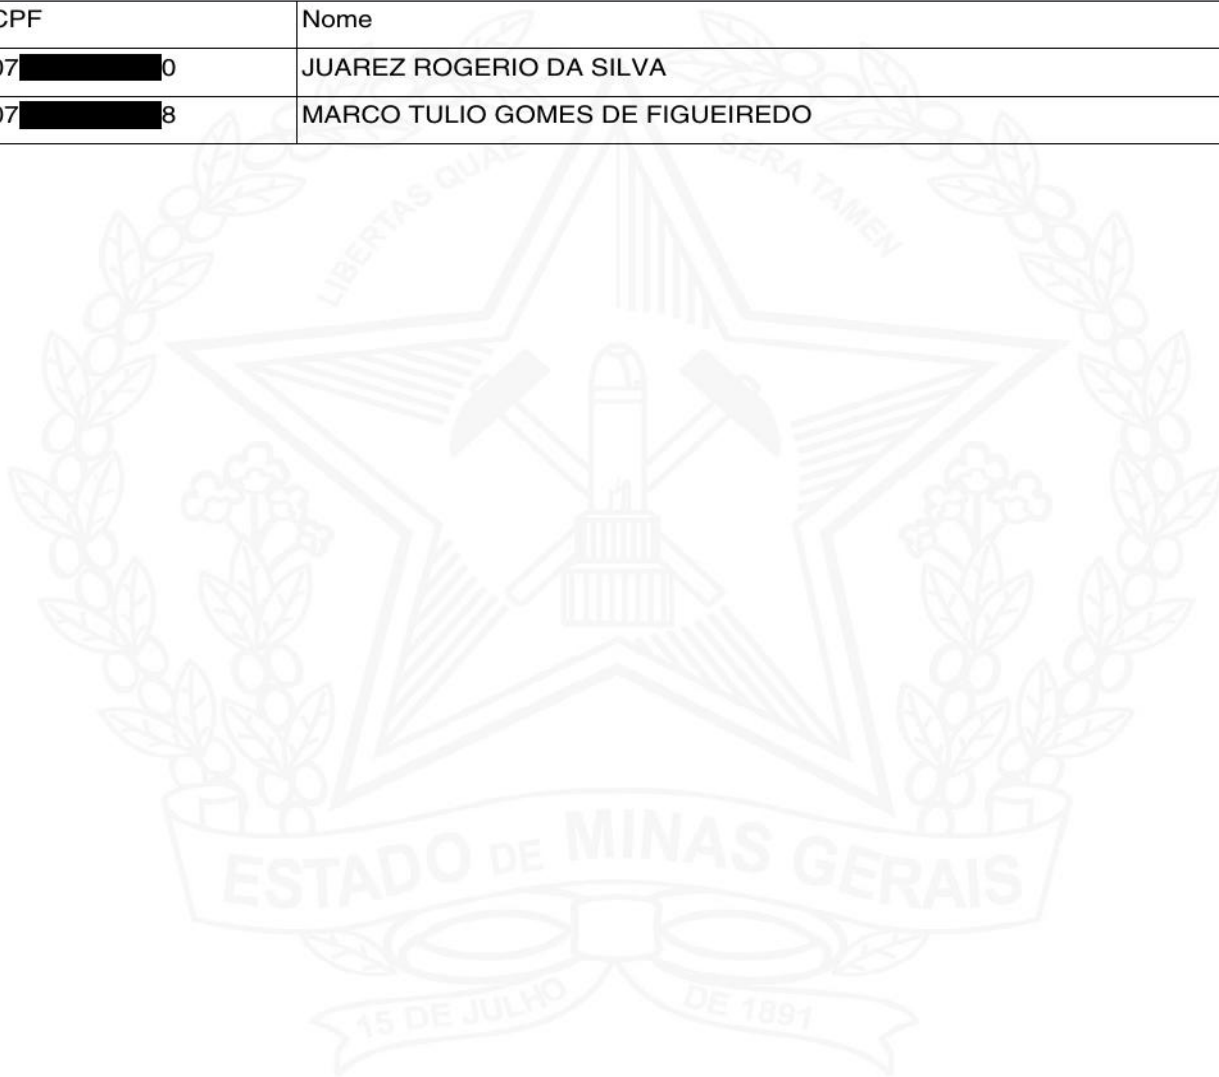 CPF Nome
07 0 JUAREZ ROGERIO DA SILVA
07 8 MARCO TULIO GOMES DE FIGUEIREDO
LIBERTAS QUAE SERA TAMEN
ESTADO DE MINAS GERAIS
15 DE JULHO DE 1891